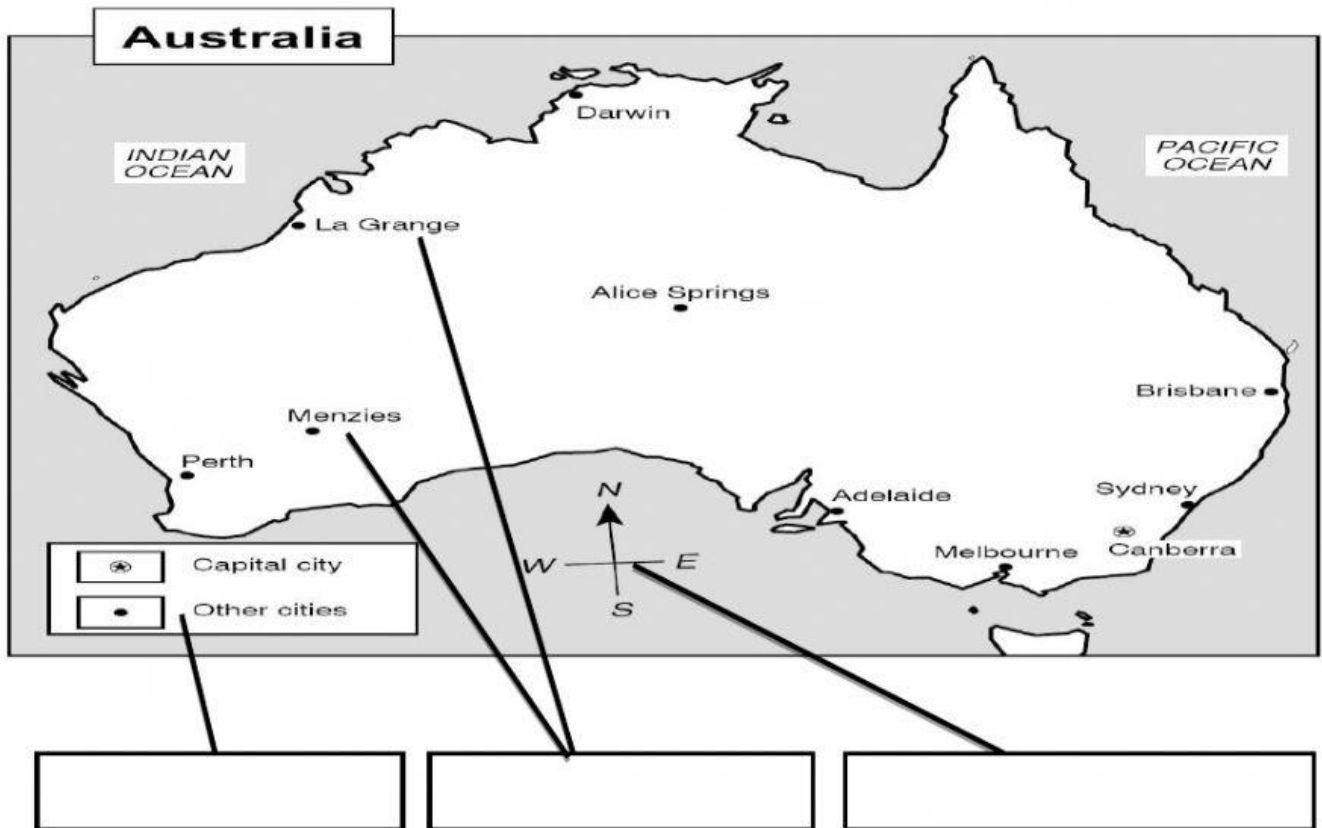 Australia
Darwin
INDIAN
OCEAN
PACIFIC
OCEAN
La Grange
Alice Springs
Brisbane
Menzies
Perth
N
Adelaide
Sydney
Melbourne
Canberra
W
E
S
Capital city
Other cities